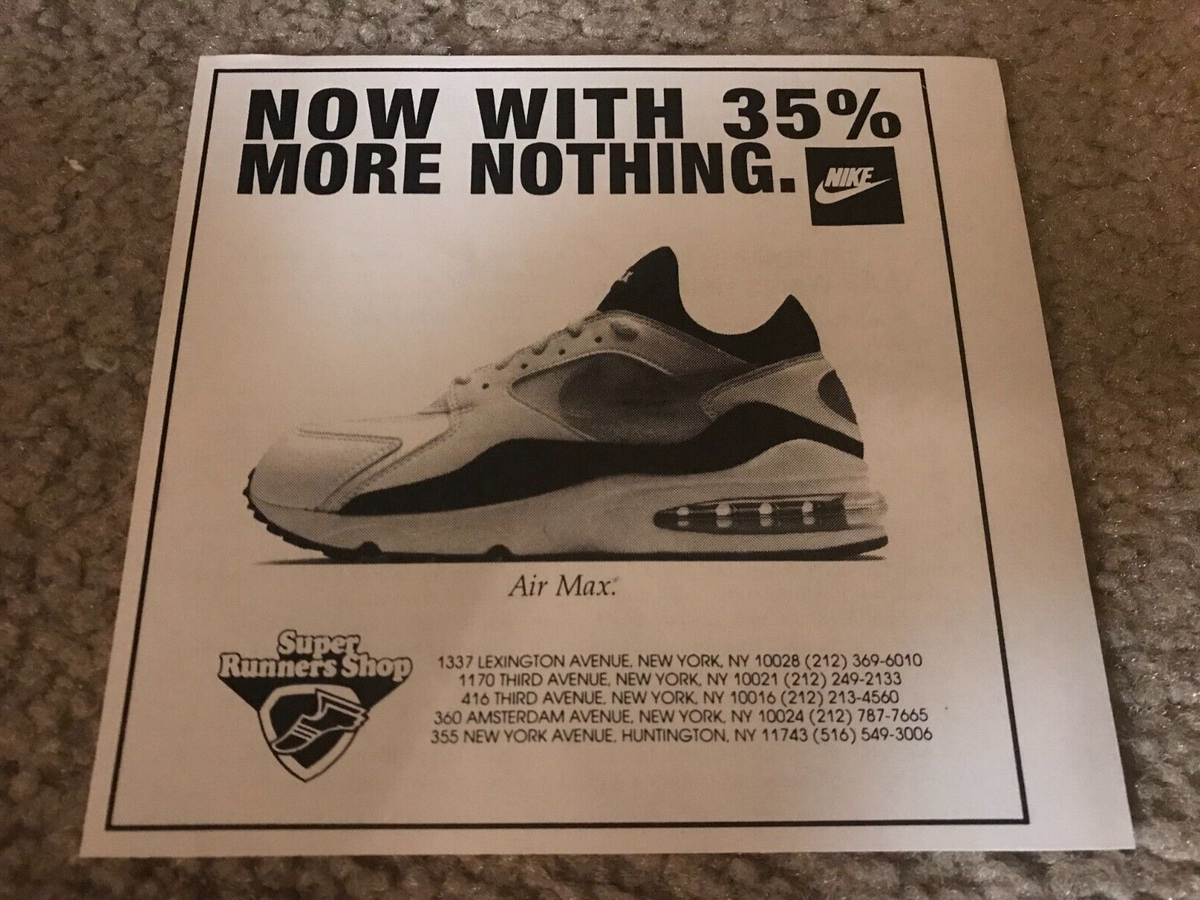 NOW WITH 35%
MORE NOTHING.
NIKE
Air Max.
Super
Runners Shop
1337 LEXINGTON AVENUE, NEW YORK, NY 10028 (212) 369-6010
1170 THIRD AVENUE, NEW YORK, NY 10021 (212) 249-2133
416 THIRD AVENUE, NEW YORK, NY 10016 (212) 213-4560
360 AMSTERDAM AVENUE, NEW YORK, NY 10024 (212) 787-7665
355 NEW YORK AVENUE, HUNTINGTON, NY 11743 (516) 549-3006